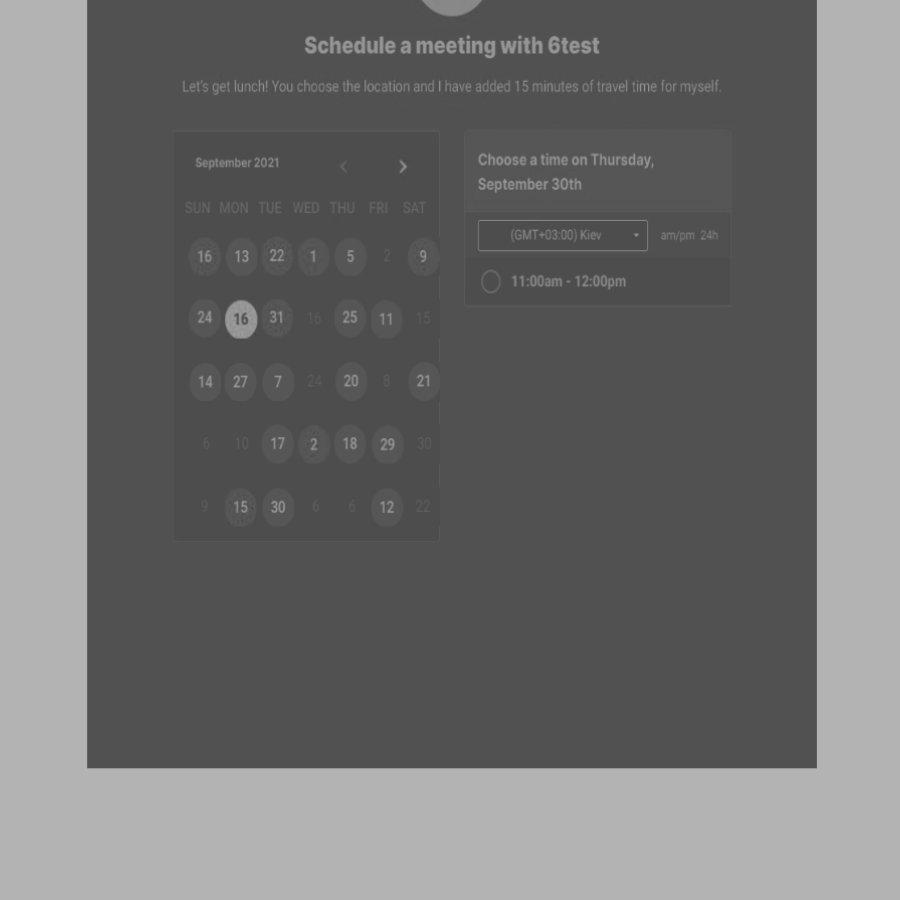 Schedule a meeting with 6test
Let's get lunch! You choose the location and I have added 15 minutes of travel time for myself.
September 2021
SUN MON TUE WED THU FRI SAT
16 13 22 1 5 2 9
24 16 31 16 25 11 15
14 27 7 24 20 8 21
6 10 17 2 18 29 30
9 15 30 6 6 12 22
Choose a time on Thursday,
September 30th
(GMT+03:00) Kiev am/pm 24h
11:00am - 12:00pm